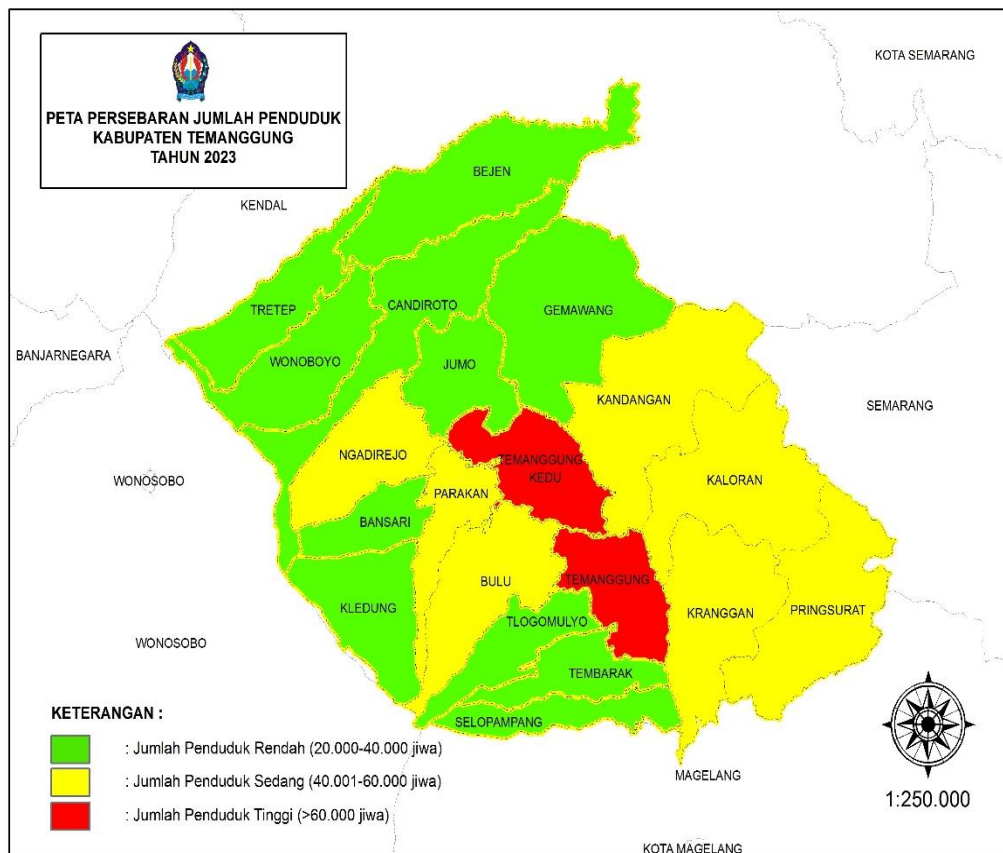 PETA PERSEBARAN JUMLAH PENDUDUK
KABUPATEN TEMANGGUNG
TAHUN 2023
KOTA SEMARANG
BEJEN
KENDAL
TRETEP
CANDIROTO
GEMAWANG
BANJARNEGARA
WONOBOYO
JUMO
KANDANGAN
SEMARANG
NGADIREJO
TEMANGGUNG
KEDU
WONOSOBO
PARAKAN
KALORAN
BANSARI
BULU
TEMANGGUNG
KLEDUNG
KRANGGAN
PRINGSURAT
TLOGOMULYO
WONOSOBO
TEMBARAK
SELOPAMPANG
KETERANGAN :
: Jumlah Penduduk Rendah (20.000-40.000 jiwa)
: Jumlah Penduduk Sedang (40.001-60.000 jiwa)
: Jumlah Penduduk Tinggi (>60.000 jiwa)
MAGELANG
1:250.000
KOTA MAGELANG